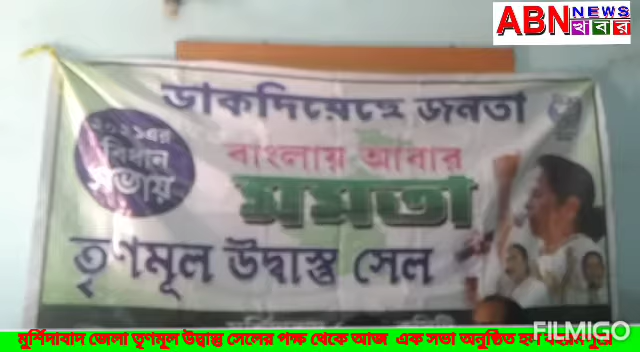 ABN NEWS
খবর
ডাকদিয়েছে জনতা
২০২১এর
বিধান
সভায়
বাংলায় আবার
মমতা
তৃণমূল উদ্বাস্তু সেল
মুর্শিদাবাদ জেলা তৃণমূল উদ্বাস্তু সেলের পক্ষ থেকে আজ এক সভা অনুষ্ঠিত হল
FILMIGO